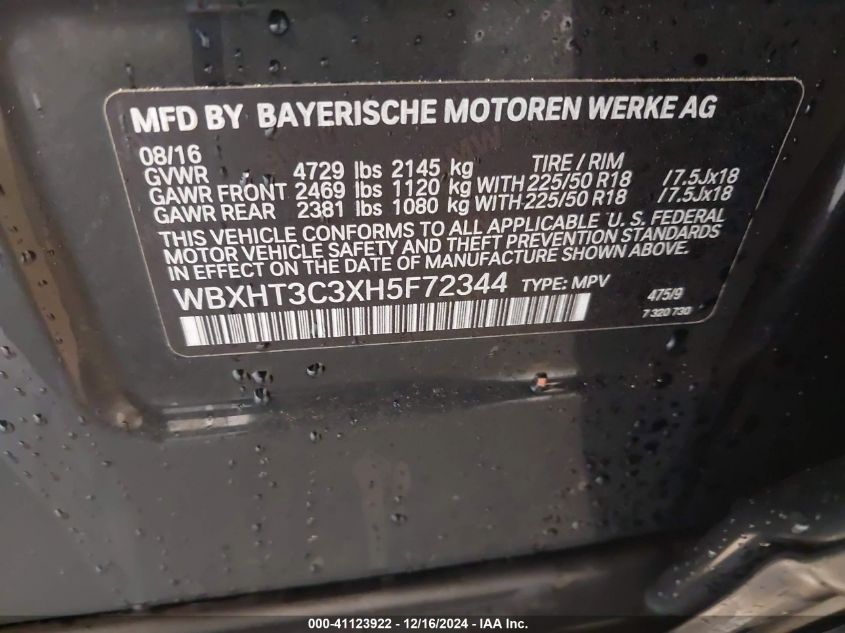 MFD BY BAYERISCHE MOTOREN WERKE AG
08/16 TIRE / RIM
GVWR 4729 lbs 2145 kg
GAWR FRONT 2469 lbs 1120 kg WITH 225/50 R18 /7.5Jx18
GAWR REAR 2381 lbs 1080 kg WITH 225/50 R18 /7.5Jx18
THIS VEHICLE CONFORMS TO ALL APPLICABLE U. S. FEDERAL
MOTOR VEHICLE SAFETY AND THEFT PREVENTION STANDARDS
IN EFFECT ON THE DATE OF MANUFACTURE SHOWN ABOVE.
WBXHT3C3XH5F72344 TYPE: MPV
475/9
7 320 730
000-41123922 - 12/16/2024 - IAAI.com